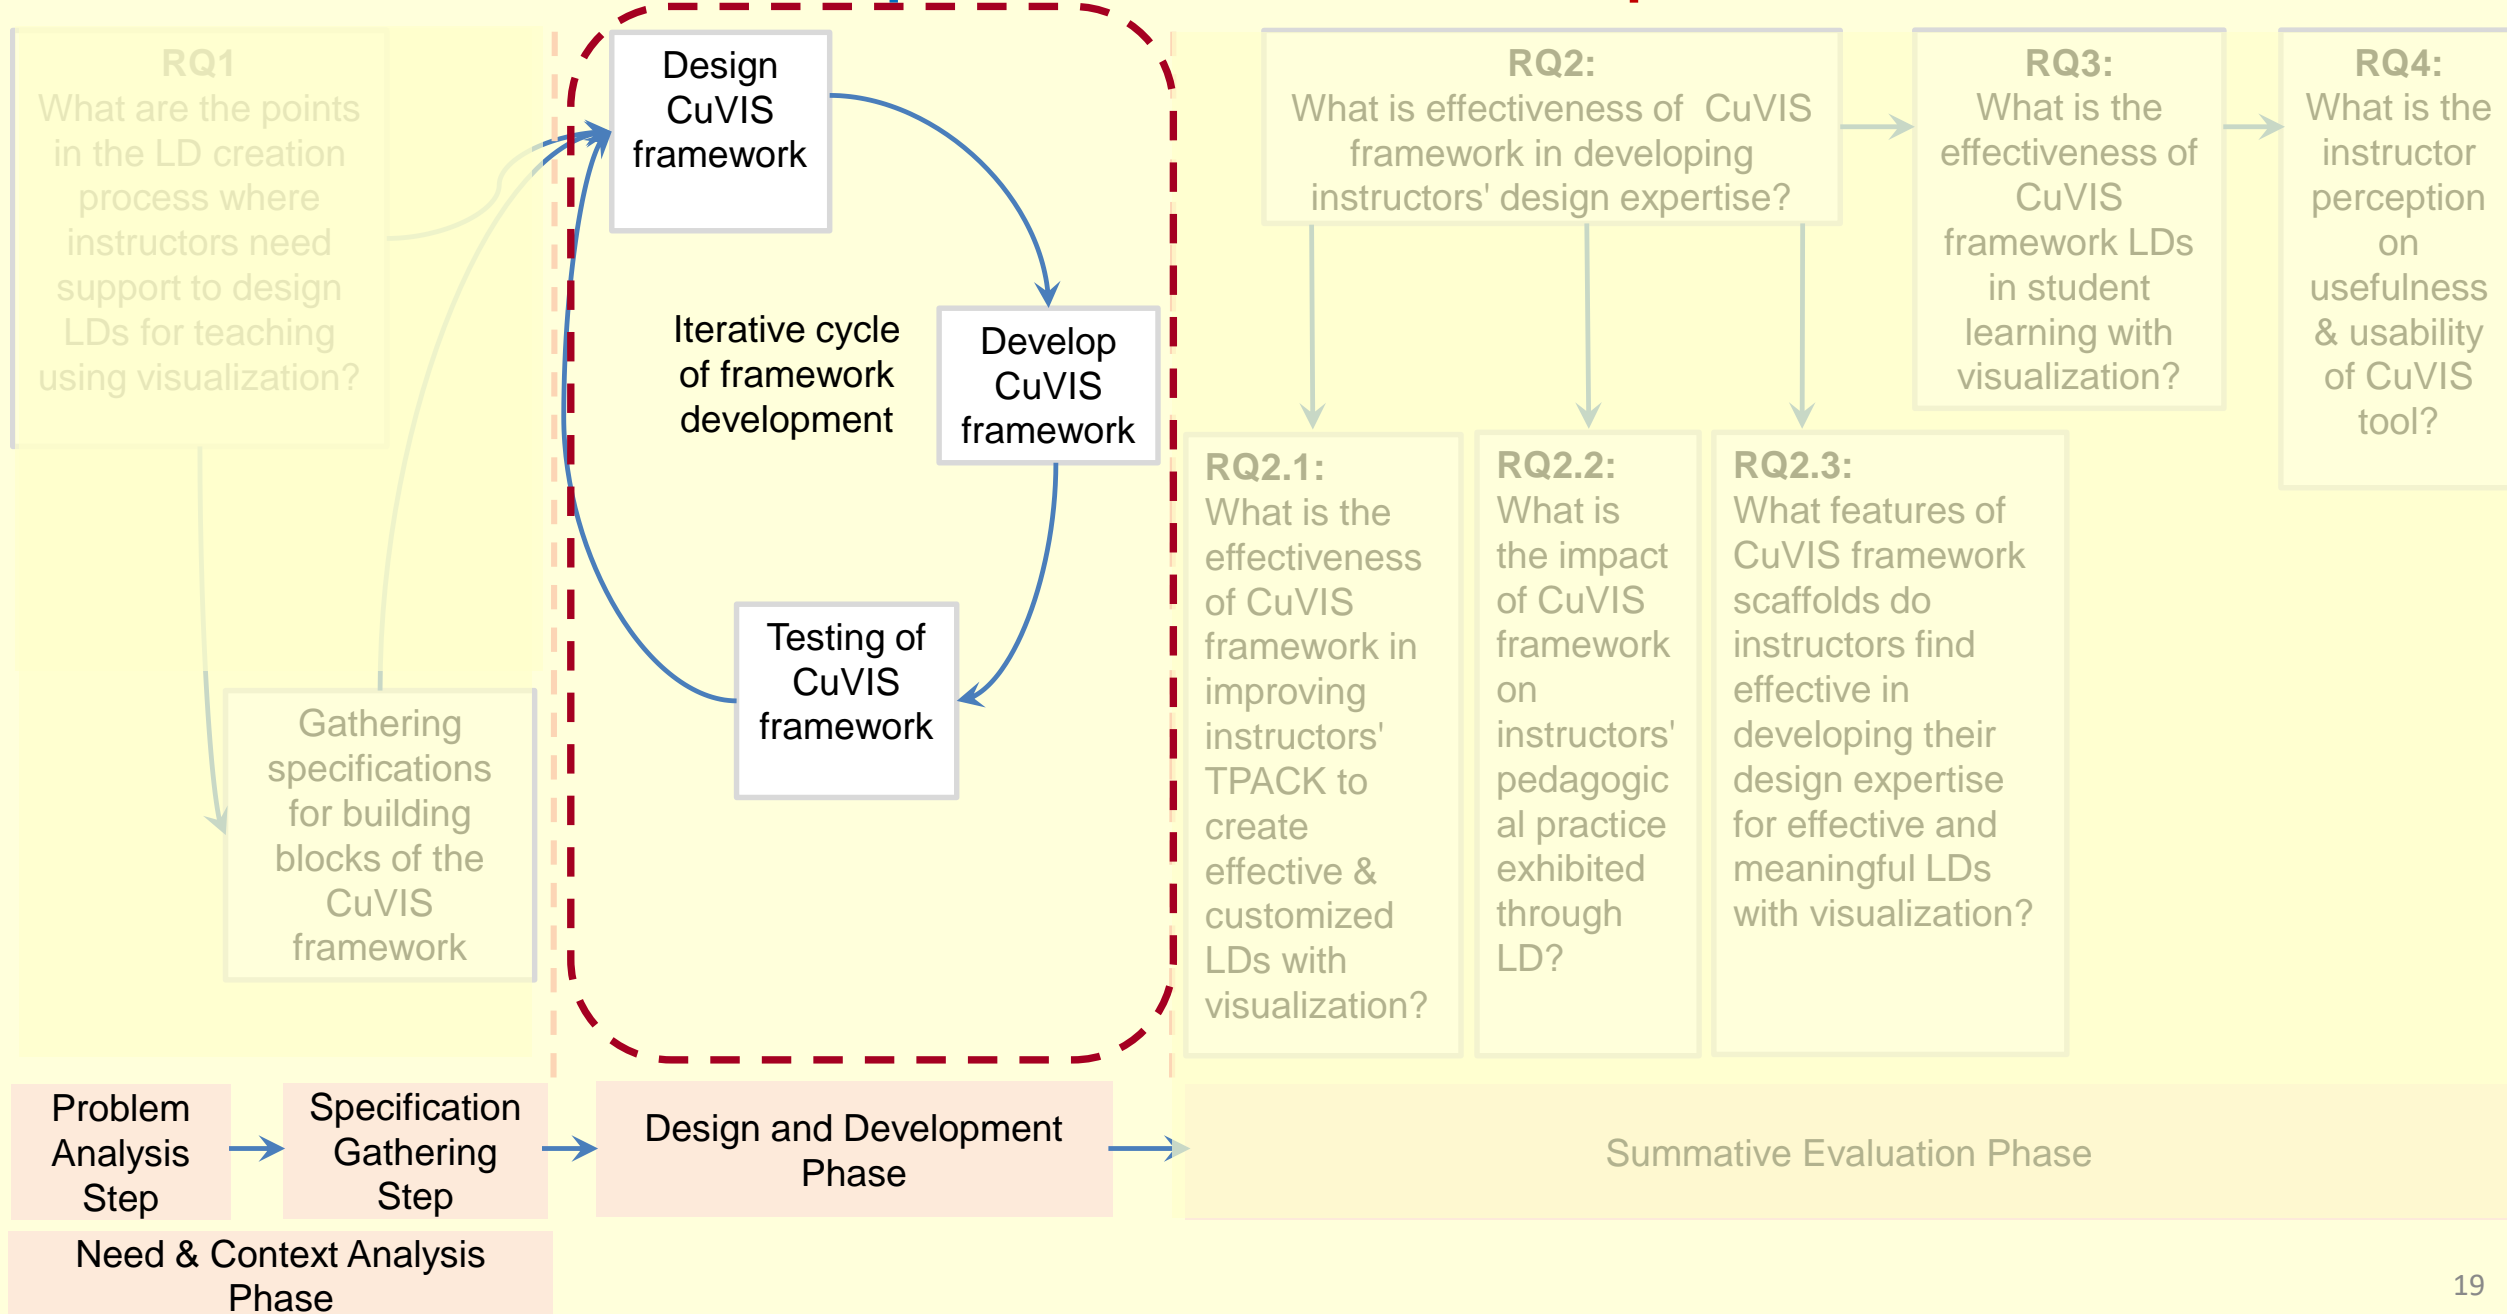 RQ1
What are the points
in the LD creation
process where
instructors need
support to design
LDs for teaching
using visualization?
Gathering
specifications
for building
blocks of the
CuVIS
framework
Design
CuVIS
framework
Iterative cycle
of framework
development
Develop
CuVIS
framework
Testing of
CuVIS
framework
RQ2:
What is effectiveness of  CuVIS
framework in developing
instructors' design expertise?
RQ3:
What is the
effectiveness of
CuVIS
framework LDs
in student
learning with
visualization?
RQ4:
What is the
instructor
perception
on
usefulness
& usability
of CuVIS
tool?
RQ2.1:
What is the
effectiveness
of CuVIS
framework in
improving
instructors'
TPACK to
create
effective &
customized
LDs with
visualization?
RQ2.2:
What is
the impact
of CuVIS
framework
on
instructors'
pedagogic
al practice
exhibited
through
LD?
RQ2.3:
What features of
CuVIS framework
scaffolds do
instructors find
effective in
developing their
design expertise
for effective and
meaningful LDs
with visualization?
Problem
Analysis
Step
Specification
Gathering
Step
Design and Development
Phase
Summative Evaluation Phase
Need & Context Analysis
Phase
19